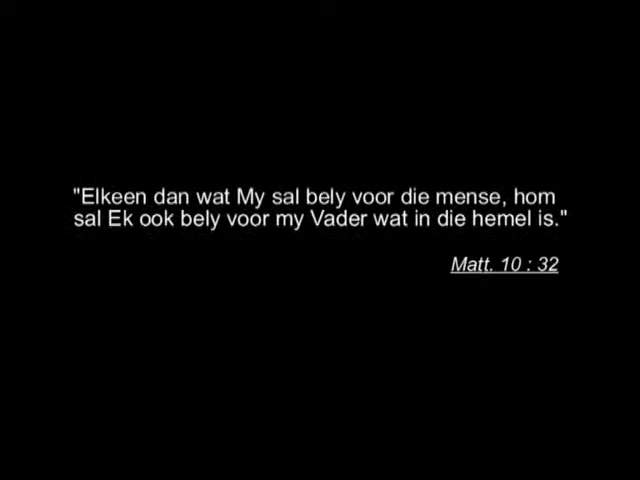 "Elkeen dan wat My sal bely voor die mense, hom
sal Ek ook bely voor my Vader wat in die hemel is."
Matt. 10 : 32